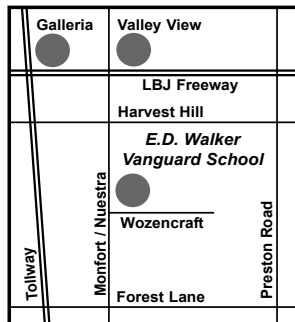 Galleria
Valley View
LBJ Freeway
Harvest Hill
E.D. Walker
Vanguard School
Wozencraft
Tollway
Monfort / Nuestra
Preston Road
Forest Lane